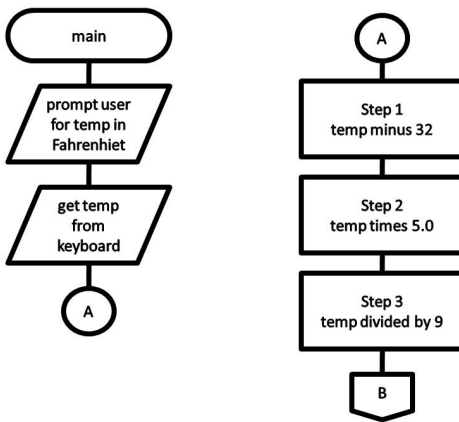 main
prompt user
for temp in
Fahrenhiet
get temp
from
keyboard
A
A
Step 1
temp minus 32
Step 2
temp times 5.0
Step 3
temp divided by 9
B